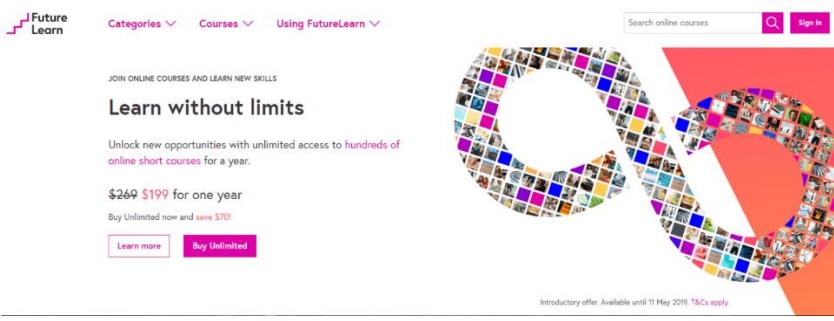 Future
Learn
Categories
Courses
Using FutureLearn
Search online courses
Sign in
JOIN ONLINE COURSES AND LEARN NEW SKILLS
Learn without limits
Unlock new opportunities with unlimited access to hundreds of
online short courses for a year.
$269 $199 for one year
Buy Unlimited now and save $70!
Learn more
Buy Unlimited
Introductory offer. Available until 11 May 2019. T&Cs apply.